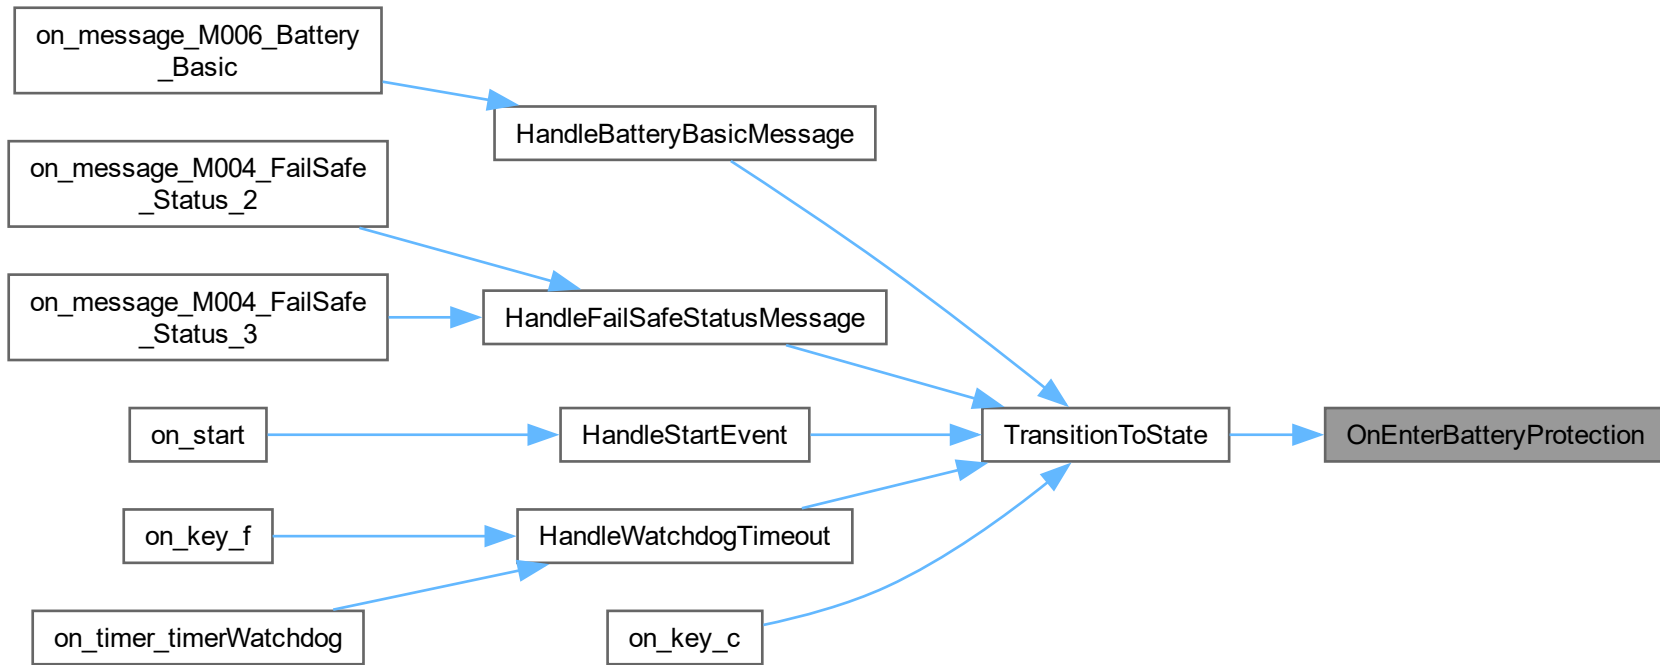 on_message_M006_Battery
_Basic
HandleBatteryBasicMessage
on_message_M004_FailSafe
_Status_2
on_message_M004_FailSafe
_Status_3
HandleFailSafeStatusMessage
on_start
HandleStartEvent
TransitionToState
OnEnterBatteryProtection
on_key_f
HandleWatchdogTimeout
on_timer_timerWatchdog
on_key_c